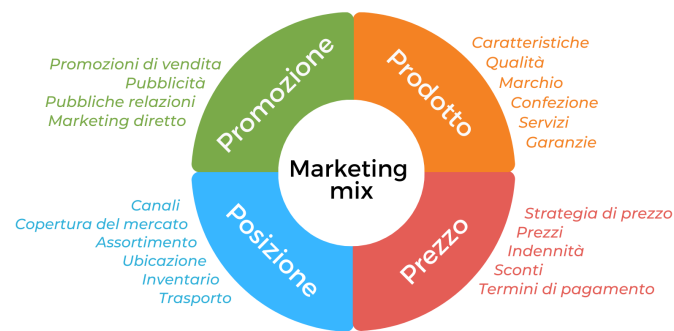 Promozione
Promozioni di vendita
Pubblicità
Pubbliche relazioni
Marketing diretto
Prodotto
Caratteristiche
Qualità
Marchio
Confezione
Servizi
Garanzie
Marketing
mix
Posizione
Canali
Copertura del mercato
Assortimento
Ubicazione
Inventario
Trasporto
Prezzo
Strategia di prezzo
Prezzi
Indennità
Sconti
Termini di pagamento